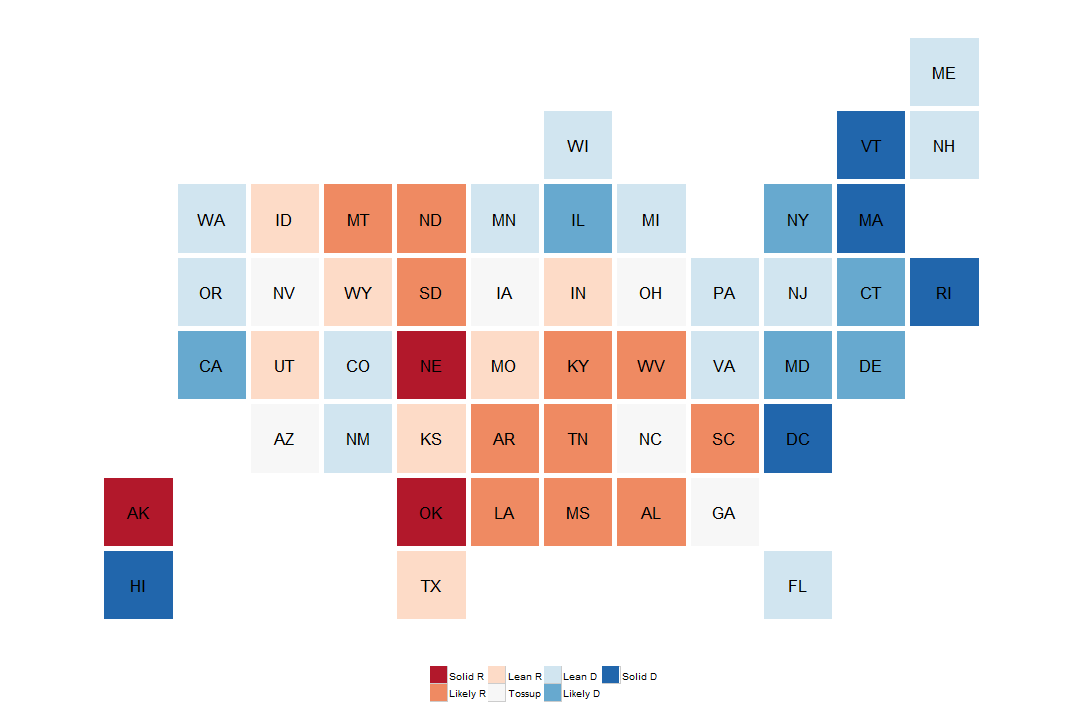 ME
WI VT NH
WA ID MT ND MN IL MI NY MA
OR NV WY SD IA IN OH PA NJ CT RI
CA UT CO NE MO KY WV VA MD DE
AZ NM KS AR TN NC SC DC
AK OK LA MS AL GA
HI TX FL
Solid R Lean R Lean D Solid D
Likely R Tossup Likely D